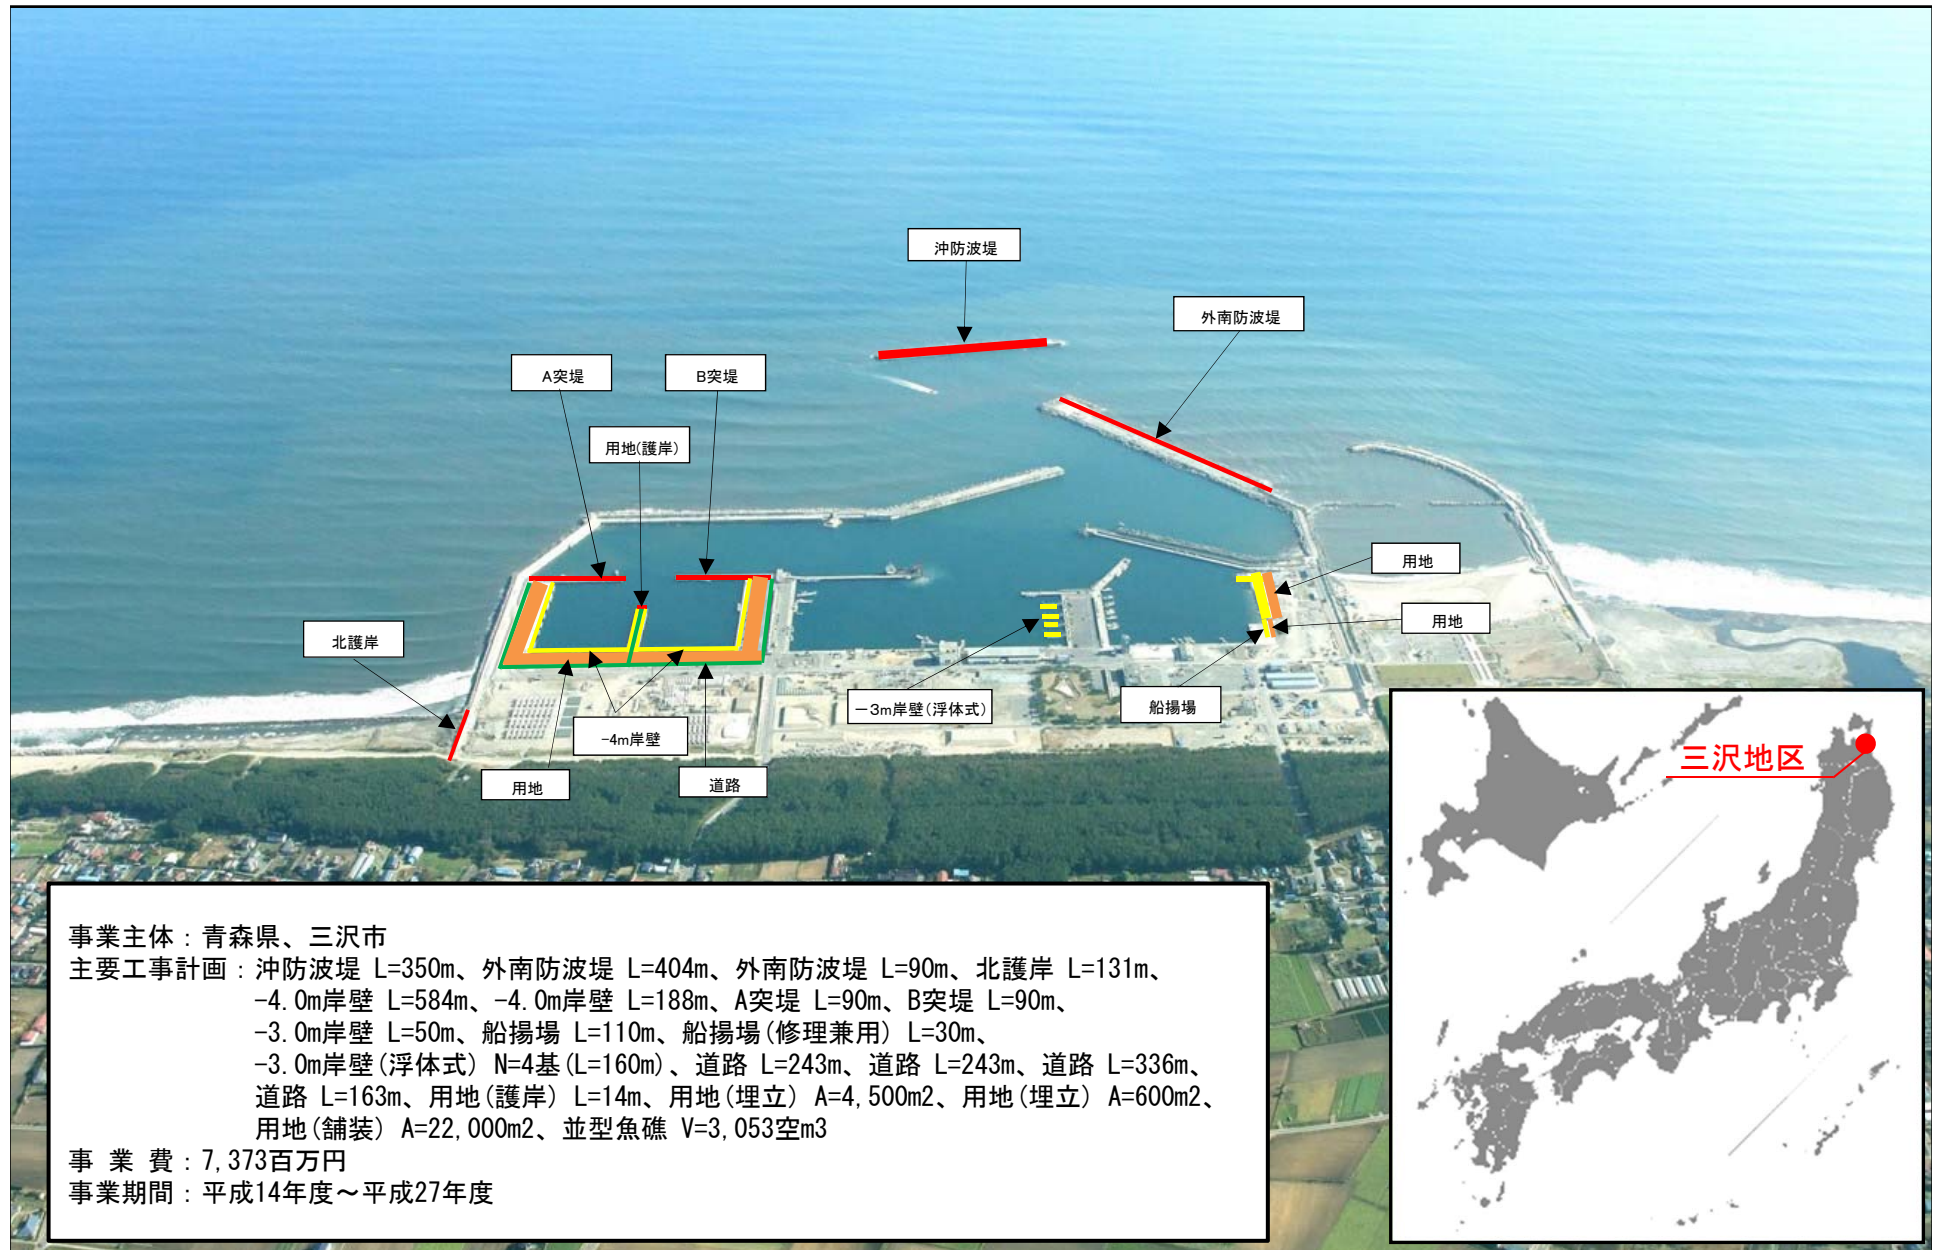 沖防波堤
外南防波堤
A突堤
B突堤
用地(護岸)
用地
用地
北護岸
-3m岸壁(浮体式)
船揚場
-4m岸壁
用地
道路
三沢地区
事業主体：青森県、三沢市
主要工事計画：沖防波堤 L=350m、外南防波堤 L=404m、外南防波堤 L=90m、北護岸 L=131m、
-4.0m岸壁 L=584m、-4.0m岸壁 L=188m、A突堤 L=90m、B突堤 L=90m、
-3.0m岸壁 L=50m、船揚場 L=110m、船揚場(修理兼用) L=30m、
-3.0m岸壁(浮体式) N=4基(L=160m)、道路 L=243m、道路 L=243m、道路 L=336m、
道路 L=163m、用地(護岸) L=14m、用地(埋立) A=4,500m2、用地(埋立) A=600m2、
用地(舗装) A=22,000m2、並型魚礁 V=3,053空m3
事 業 費：7,373百万円
事業期間：平成14年度～平成27年度